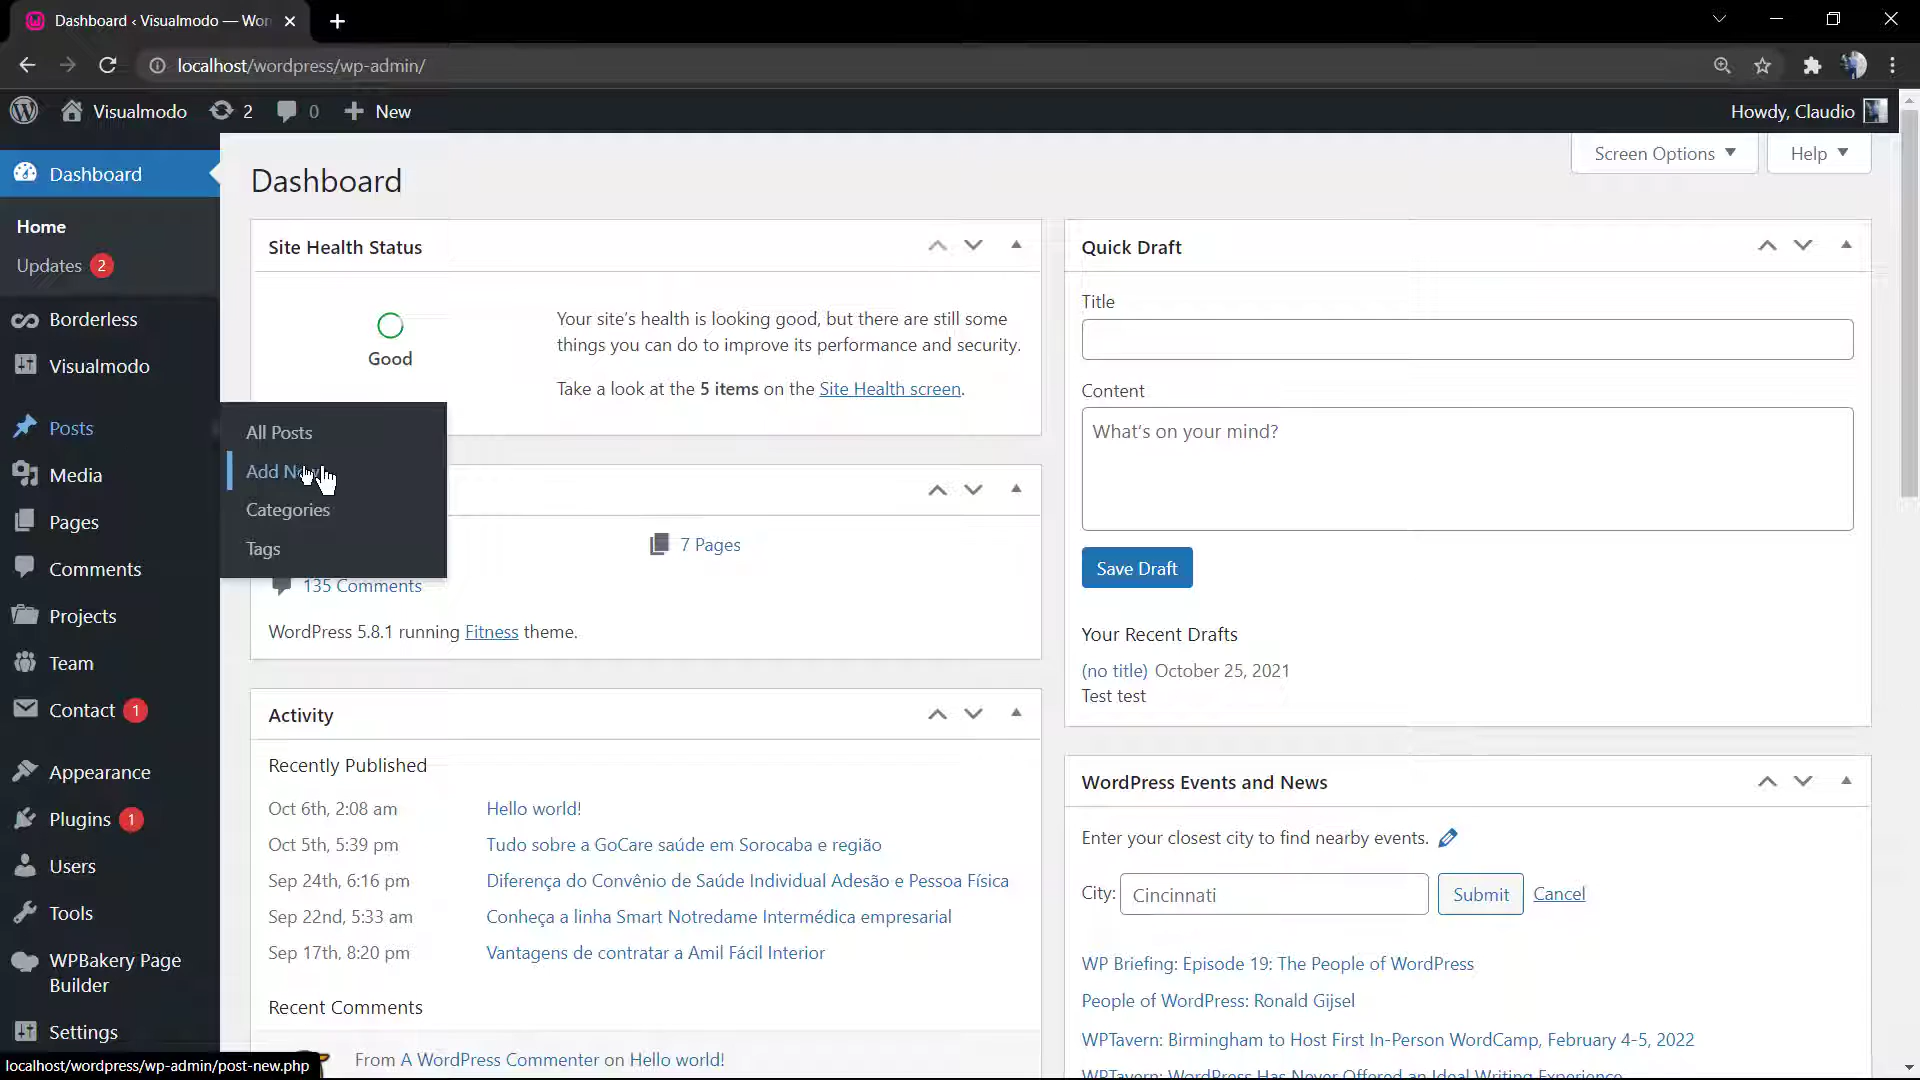 Dashboard ‹ Visualmodo — Wor
localhost/wordpress/wp-admin/
Visualmodo 2 0 New
Howdy, Claudio
Dashboard
Home
Updates 2
Borderless
Visualmodo
Posts
Media
Pages
Comments
Projects
Team
Contact 1
Appearance
Plugins 1
Users
Tools
WPBakery Page
Builder
Settings
All Posts
Add New
Categories
Tags
Screen Options
Help
Dashboard
Site Health Status
Good
Your site's health is looking good, but there are still some
things you can do to improve its performance and security.
Take a look at the 5 items on the Site Health screen.
7 Pages
135 Comments
WordPress 5.8.1 running Fitness theme.
Activity
Recently Published
Oct 6th, 2:08 am Hello world!
Oct 5th, 5:39 pm Tudo sobre a GoCare saúde em Sorocaba e região
Sep 24th, 6:16 pm Diferença do Convênio de Saúde Individual Adesão e Pessoa Física
Sep 22nd, 5:33 am Conheça a linha Smart Notredame Intermédica empresarial
Sep 17th, 8:20 pm Vantagens de contratar a Amil Fácil Interior
Recent Comments
From A WordPress Commenter on Hello world!
Quick Draft
Title
Content
What's on your mind?
Save Draft
Your Recent Drafts
(no title) October 25, 2021
Test test
WordPress Events and News
Enter your closest city to find nearby events.
City: Cincinnati Submit Cancel
WP Briefing: Episode 19: The People of WordPress
People of WordPress: Ronald Gijsel
WPTavern: Birmingham to Host First In-Person WordCamp, February 4-5, 2022
WPTavern: WordPress Has Never Offered an Ideal Writing Experience
localhost/wordpress/wp-admin/post-new.php